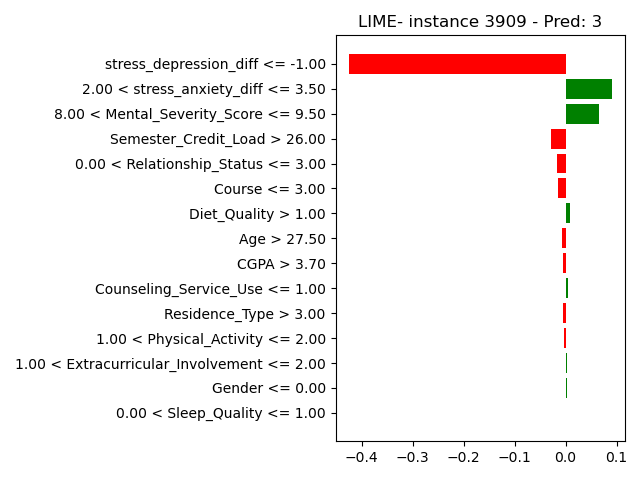 LIME- instance 3909 - Pred: 3
stress_depression_diff <= -1.00
2.00 < stress_anxiety_diff <= 3.50
8.00 < Mental_Severity_Score <= 9.50
Semester_Credit_Load > 26.00
0.00 < Relationship_Status <= 3.00
Course <= 3.00
Diet_Quality > 1.00
Age > 27.50
CGPA > 3.70
Counseling_Service_Use <= 1.00
Residence_Type > 3.00
1.00 < Physical_Activity <= 2.00
1.00 < Extracurricular_Involvement <= 2.00
Gender <= 0.00
0.00 < Sleep_Quality <= 1.00
−0.4 −0.3 −0.2 −0.1 0.0 0.1